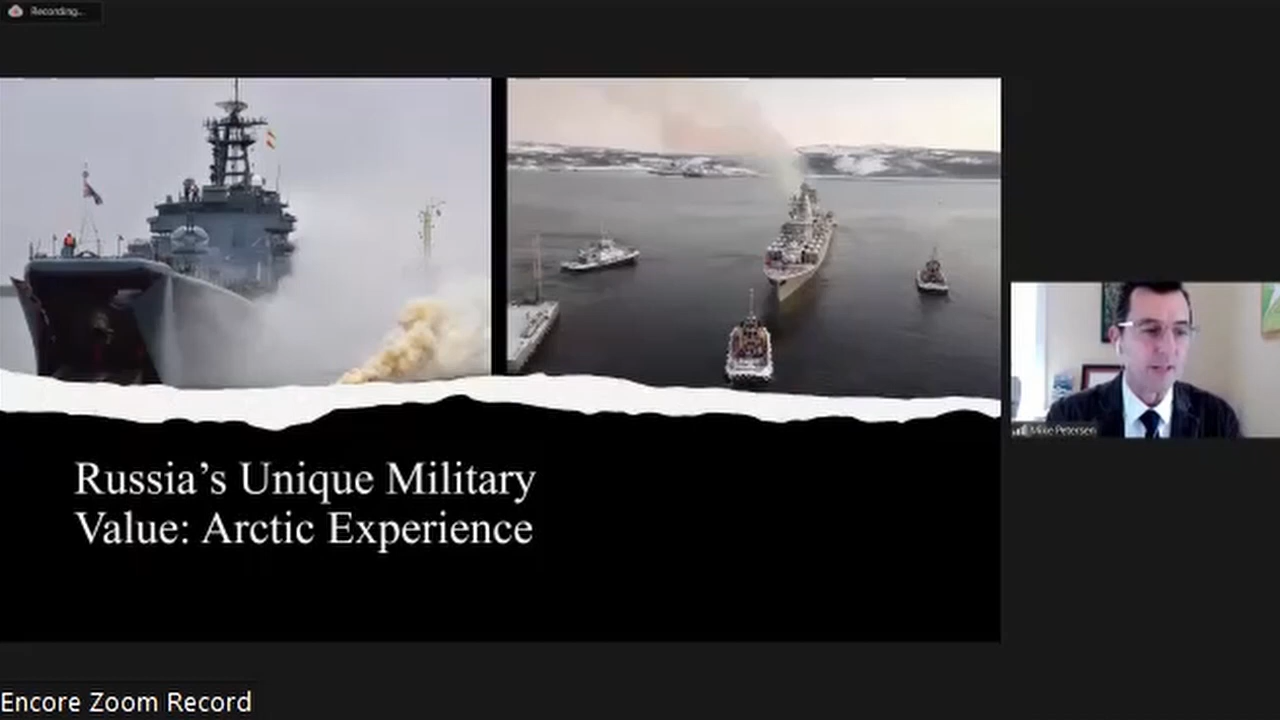 Recording...
Mike Petersen
Russia’s Unique Military
Value: Arctic Experience
Encore Zoom Record